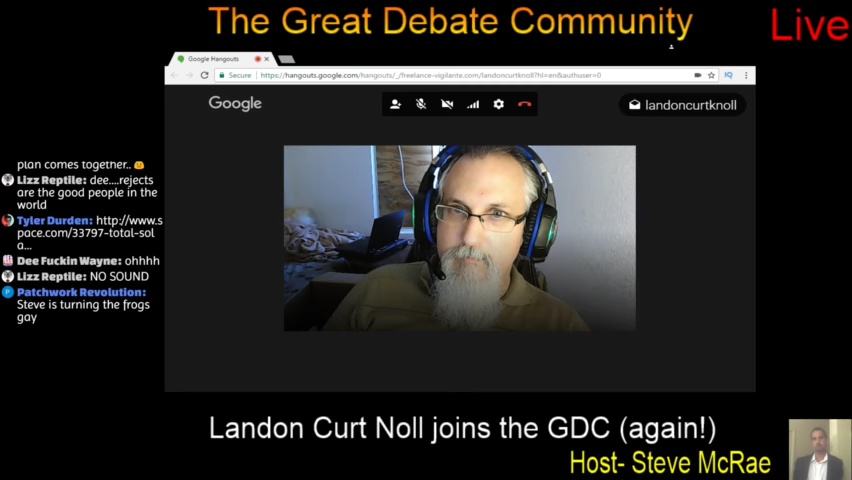 The Great Debate Community
Live
Google Hangouts
Secure
https://hangouts.google.com/hangouts/_/freelance-vigilante.com/landoncurtknoll?hl=en&authuser=0
Google
landoncurtknoll
plan comes together..
Lizz Reptile: dee....rejects
are the good people in the
world
Tyler Durden: http://www.s
pace.com/33797-total-sol
a...
Dee Fuckin Wayne: ohhhh
Lizz Reptile: NO SOUND
Patchwork Revolution:
Steve is turning the frogs
gay
Landon Curt Noll joins the GDC (again!)
Host- Steve McRae